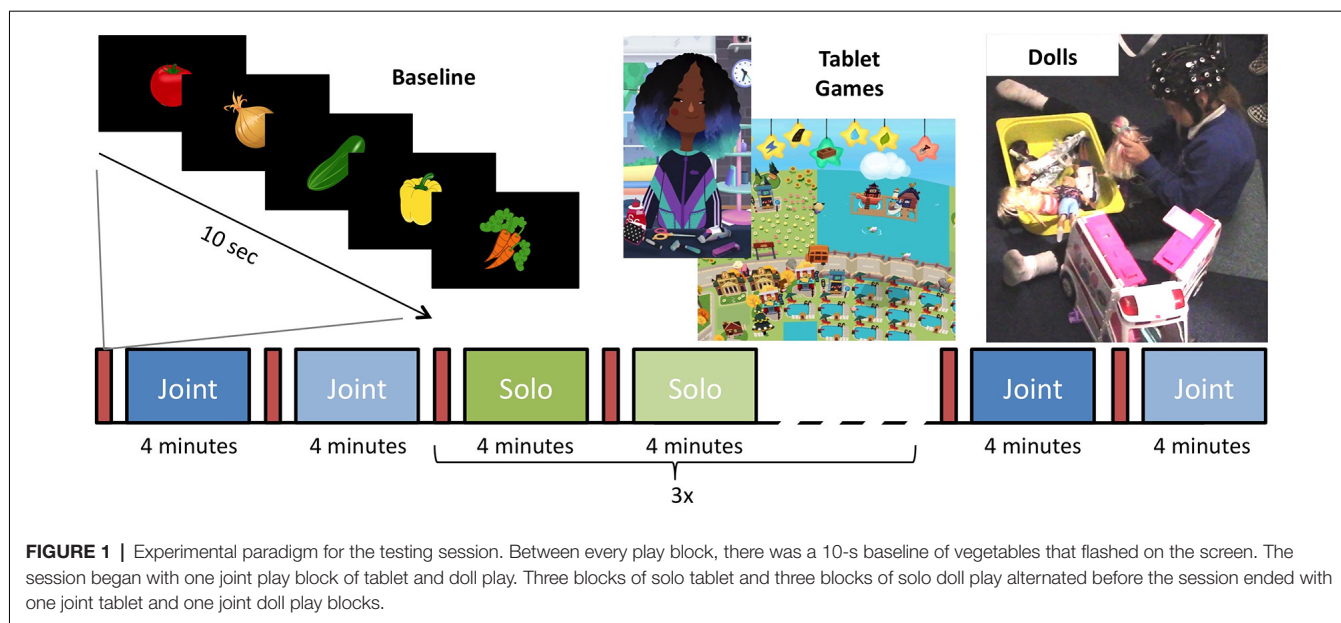 Baseline
Tablet
Games
Dolls
10 sec
Joint
Joint
Solo
Solo
Joint
Joint
4 minutes
4 minutes
4 minutes
4 minutes
4 minutes
4 minutes
3x
FIGURE 1 | Experimental paradigm for the testing session. Between every play block, there was a 10-s baseline of vegetables that flashed on the screen. The
session began with one joint play block of tablet and doll play. Three blocks of solo tablet and three blocks of solo doll play alternated before the session ended with
one joint tablet and one joint doll play blocks.